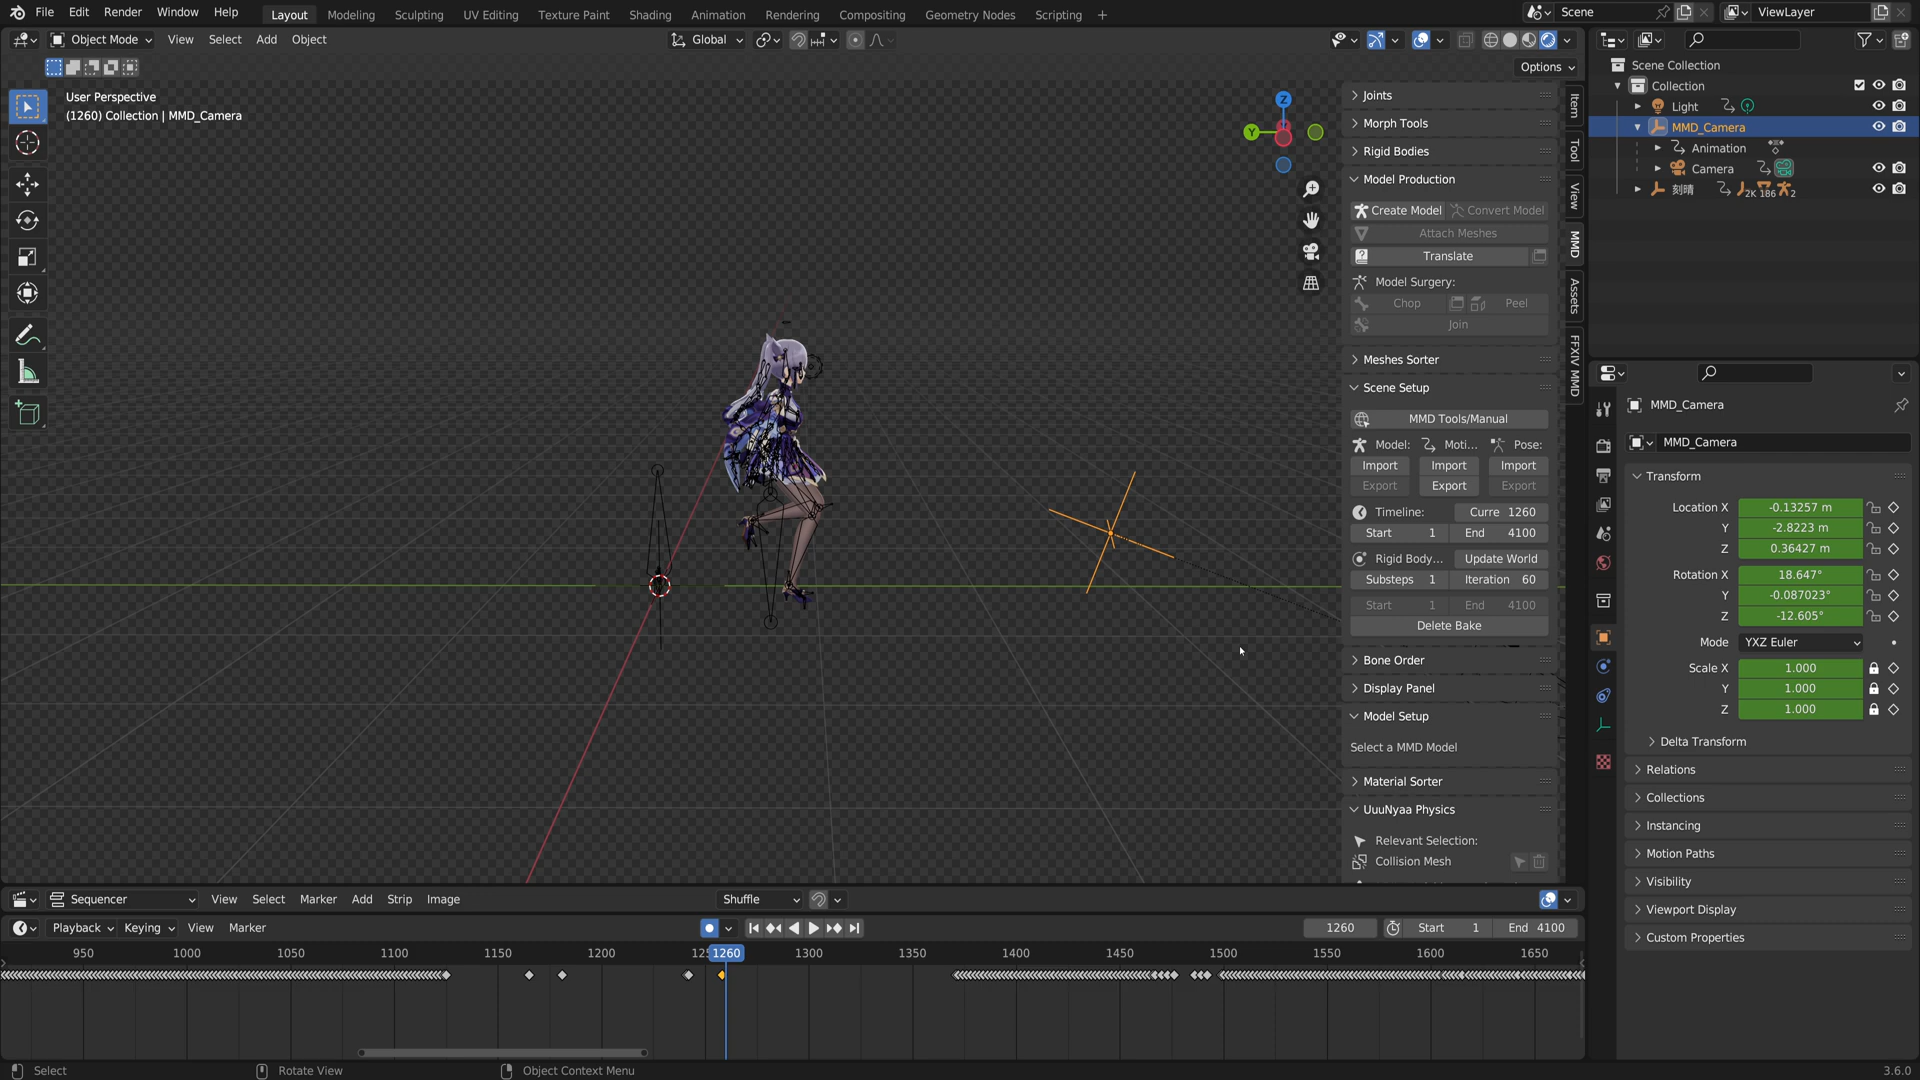 File Edit Render Window Help Layout Modeling Sculpting UV Editing Texture Paint Shading Animation Rendering Compositing Geometry Nodes Scripting + Scene ViewLayer
Object Mode View Select Add Object Global
Options
User Perspective
(1260) Collection | MMD_Camera
Z
Y
Joints
Morph Tools
Rigid Bodies
Model Production
Create Model Convert Model
Attach Meshes
Translate
Model Surgery:
Chop Peel
Join
Meshes Sorter
Scene Setup
MMD Tools/Manual
Model: Moti... Pose:
Import Import Import
Export Export Export
Timeline: Curre 1260
Start 1 End 4100
Rigid Body... Update World
Substeps 1 Iteration 60
Start 1 End 4100
Delete Bake
Bone Order
Display Panel
Model Setup
Select a MMD Model
Material Sorter
UuuNyaa Physics
Relevant Selection:
Collision Mesh
Item
Tool
View
MMD
Assets
FFXIV MMD
Scene Collection
Collection
Light
MMD_Camera
Animation
Camera
刻晴 2K 186 2
MMD_Camera
MMD_Camera
Transform
Location X -0.13257 m
Y -2.8223 m
Z 0.36427 m
Rotation X 18.647°
Y -0.087023°
Z -12.605°
Mode YXZ Euler
Scale X 1.000
Y 1.000
Z 1.000
Delta Transform
Relations
Collections
Instancing
Motion Paths
Visibility
Viewport Display
Custom Properties
Sequencer View Select Marker Add Strip Image Shuffle
Playback Keying View Marker 1260 Start 1 End 4100
950 1000 1050 1100 1150 1200 1260 1300 1350 1400 1450 1500 1550 1600 1650
Select Rotate View Object Context Menu 3.6.0